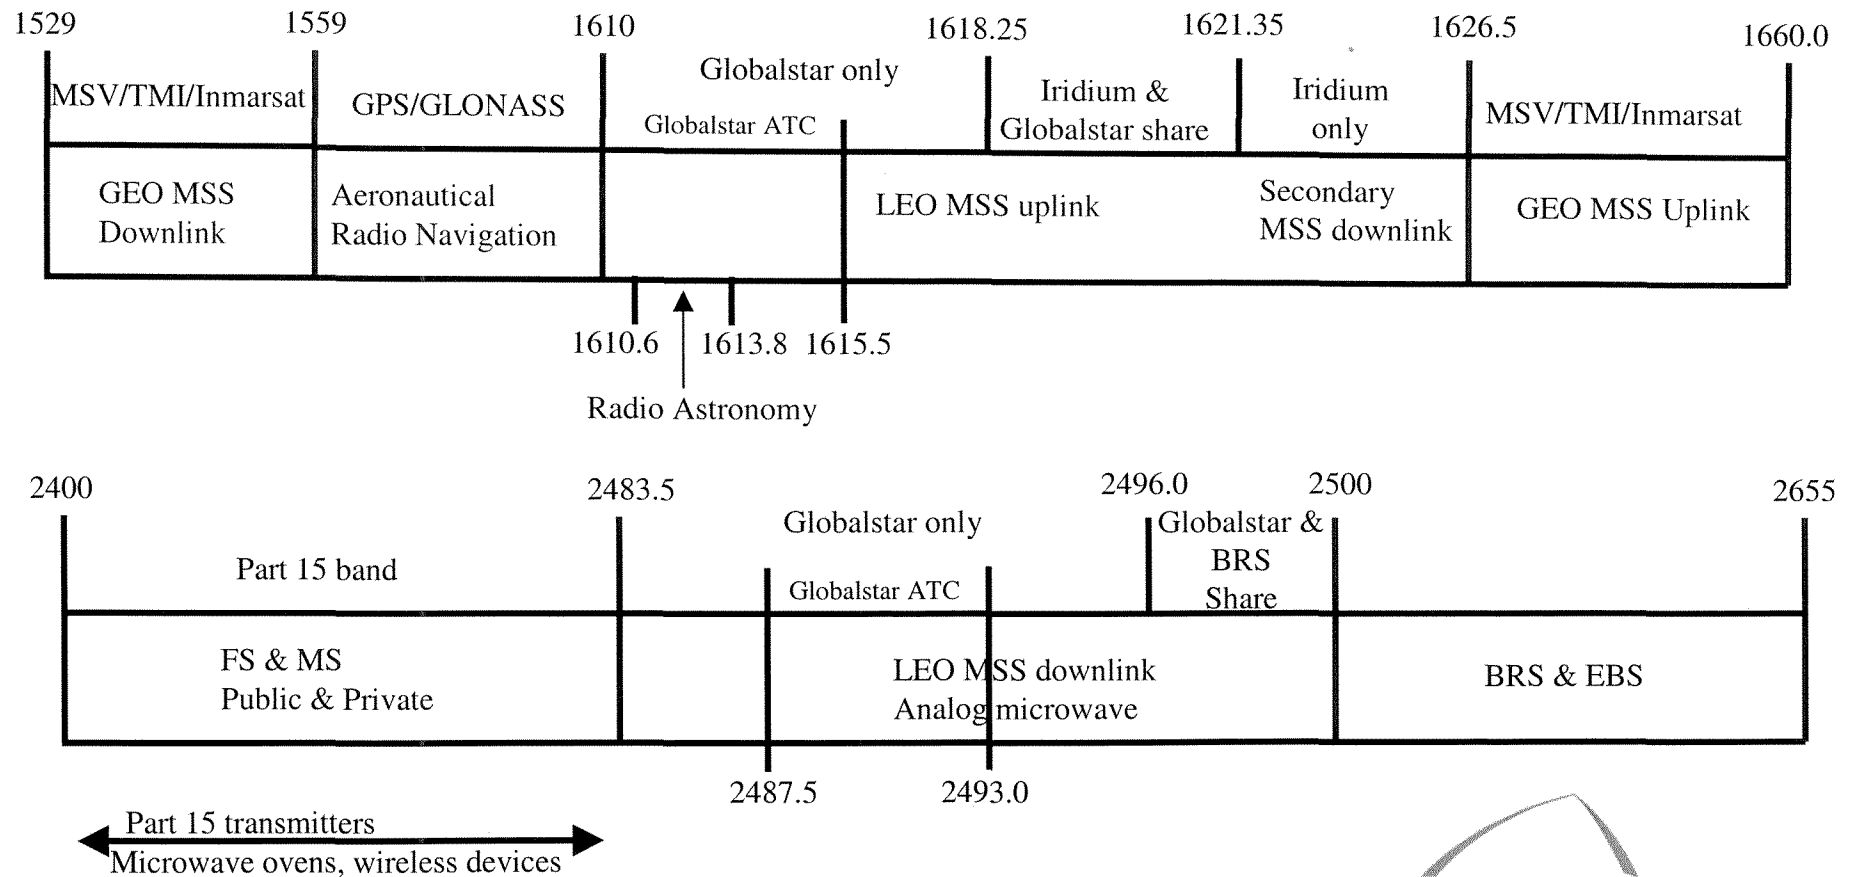 1529 1559 1610 1618.25 1621.35 1626.5 1660.0
MSV/TMI/Inmarsat
GPS/GLONASS
Globalstar only
Globalstar ATC
Iridium &
Globalstar share
Iridium
only
MSV/TMI/Inmarsat
GEO MSS
Downlink
Aeronautical
Radio Navigation
LEO MSS uplink
Secondary
MSS downlink
GEO MSS Uplink
1610.6 1613.8 1615.5
Radio Astronomy
2400 2483.5 2496.0 2500 2655
Part 15 band
Globalstar only
Globalstar ATC
Globalstar &
BRS
Share
FS & MS
Public & Private
LEO MSS downlink
Analog microwave
BRS & EBS
2487.5 2493.0
Part 15 transmitters
Microwave ovens, wireless devices